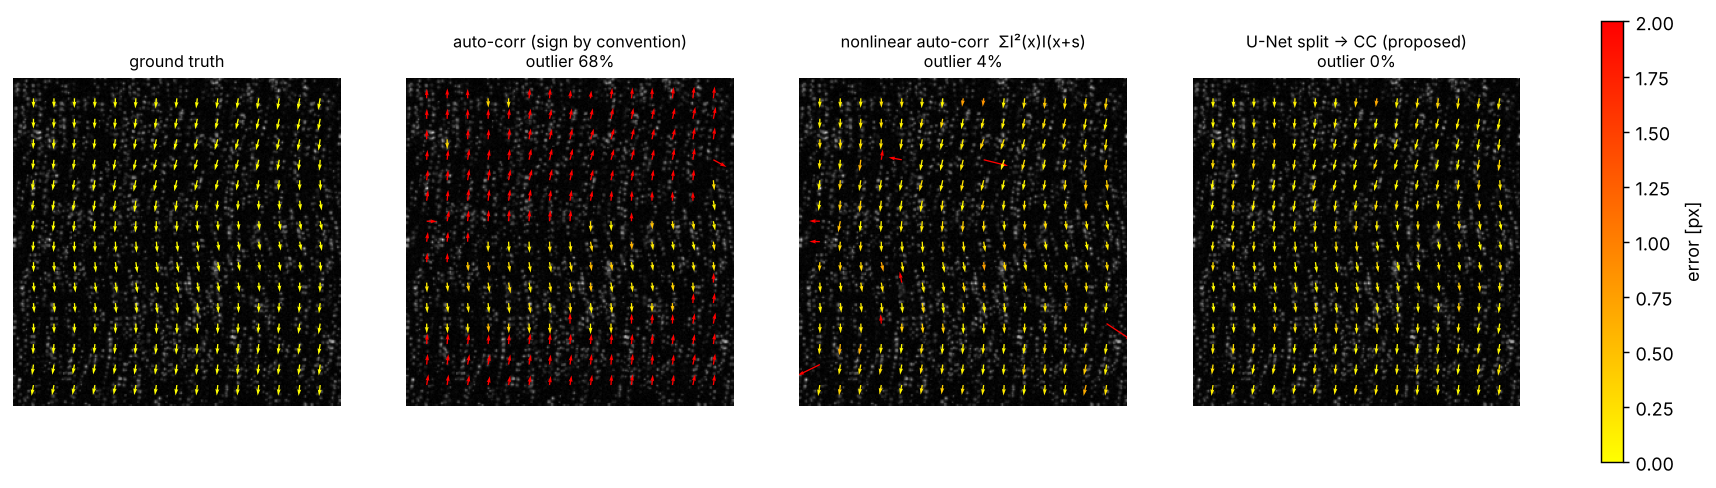 ground truth
auto-corr (sign by convention)
outlier 68%
nonlinear auto-corr  ΣI²(x)I(x+s)
outlier 4%
U-Net split → CC (proposed)
outlier 0%
2.00
1.75
1.50
1.25
1.00
0.75
0.50
0.25
0.00
error [px]